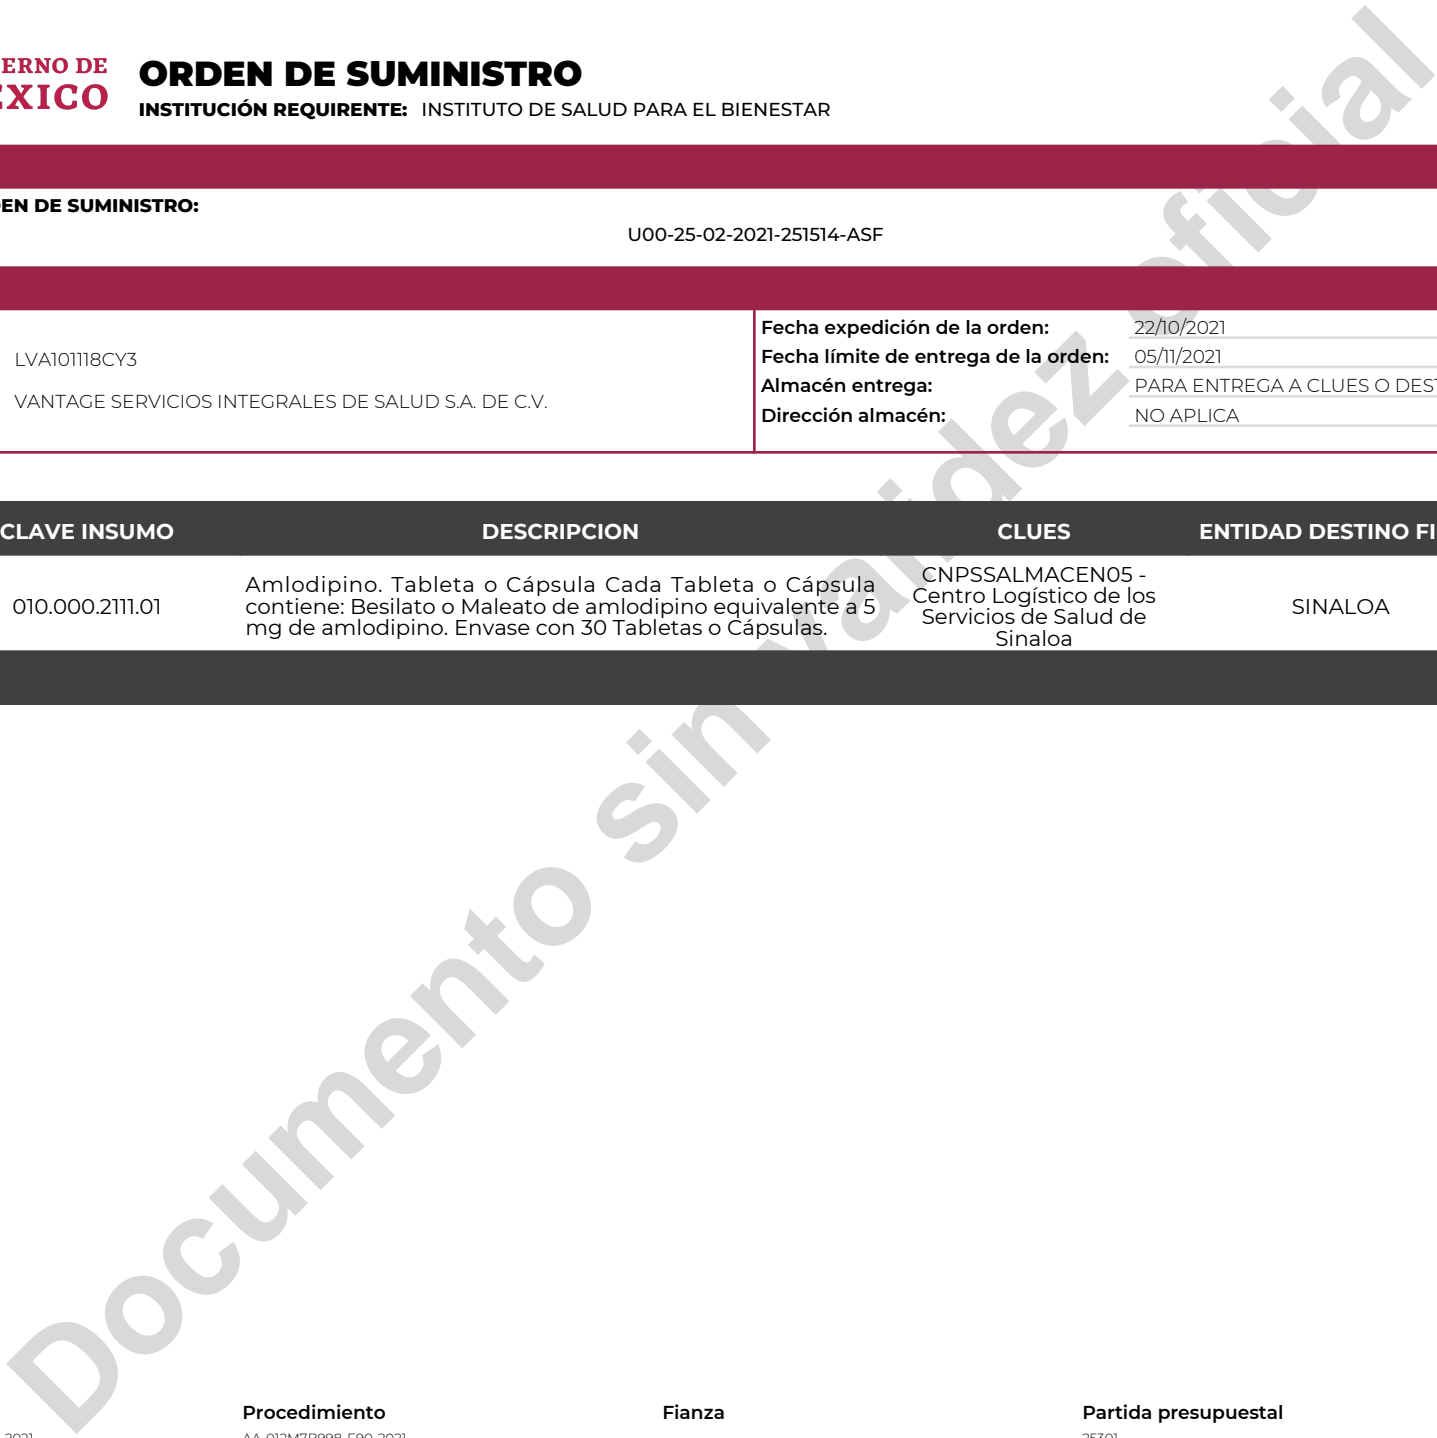 ERNO DE
ÉXICO
ORDEN DE SUMINISTRO
INSTITUCIÓN REQUIRENTE: INSTITUTO DE SALUD PARA EL BIENESTAR
EN DE SUMINISTRO:
U00-25-02-2021-251514-ASF
LVA101118CY3
VANTAGE SERVICIOS INTEGRALES DE SALUD S.A. DE C.V.
Fecha expedición de la orden: 22/10/2021
Fecha límite de entrega de la orden: 05/11/2021
Almacén entrega: PARA ENTREGA A CLUES O DEST
Dirección almacén: NO APLICA
CLAVE INSUMO DESCRIPCION CLUES ENTIDAD DESTINO FI
010.000.2111.01
Amlodipino. Tableta o Cápsula Cada Tableta o Cápsula
contiene: Besilato o Maleato de amlodipino equivalente a 5
mg de amlodipino. Envase con 30 Tabletas o Cápsulas.
CNPSSALMACEN05 -
Centro Logístico de los
Servicios de Salud de
Sinaloa
SINALOA
Documento sin validez oficial
Procedimiento Fianza Partida presupuestal